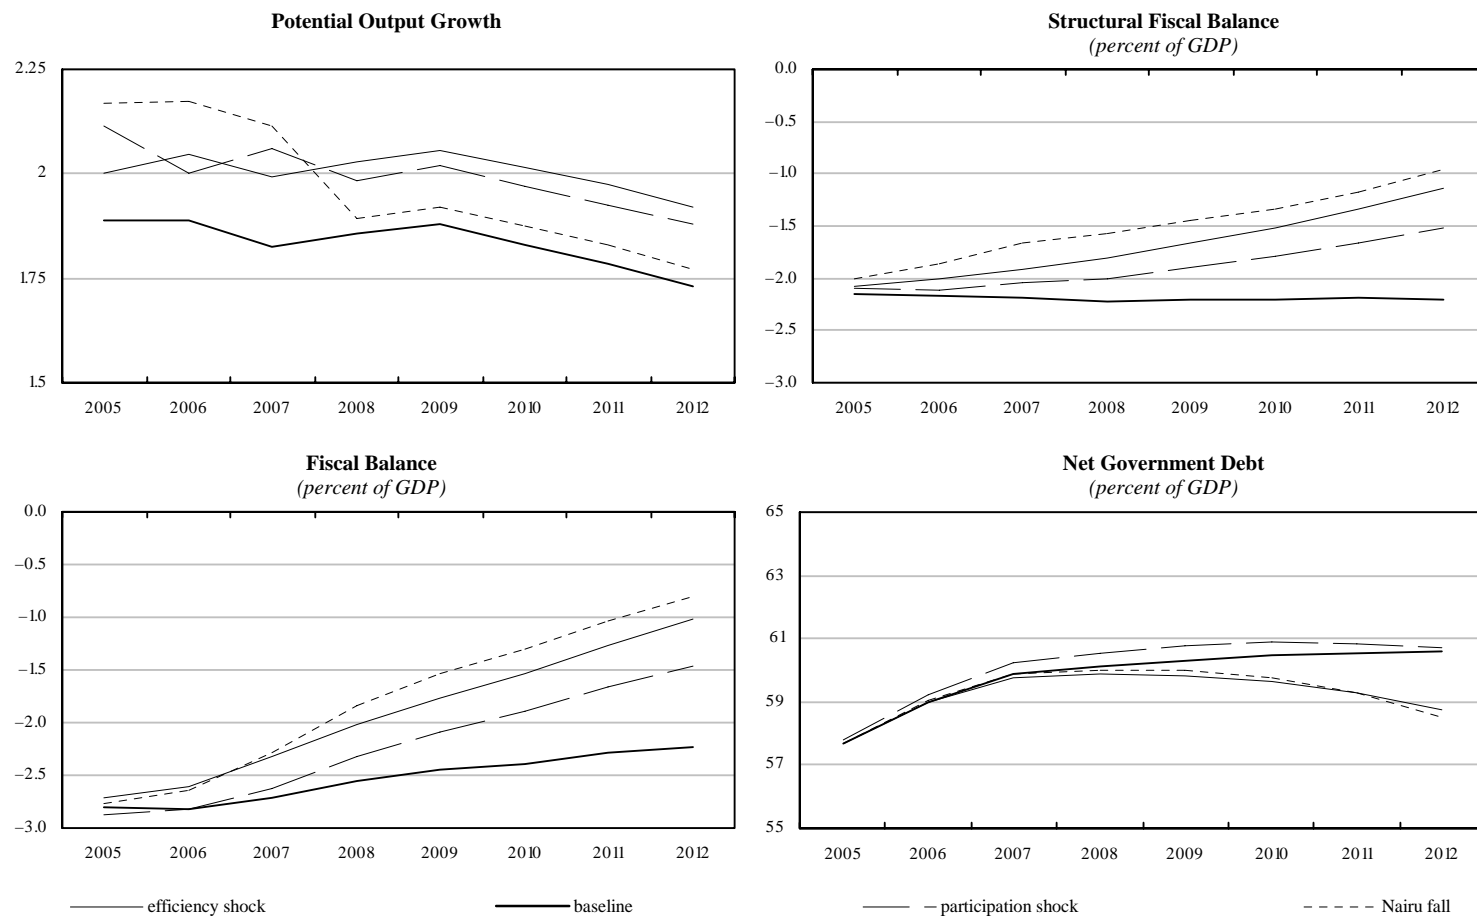 Potential Output Growth
2.25
2
1.75
1.5
2005 2006 2007 2008 2009 2010 2011 2012
Structural Fiscal Balance
(percent of GDP)
0.0
–0.5
–1.0
–1.5
–2.0
–2.5
–3.0
2005 2006 2007 2008 2009 2010 2011 2012
Fiscal Balance
(percent of GDP)
0.0
–0.5
–1.0
–1.5
–2.0
–2.5
–3.0
2005 2006 2007 2008 2009 2010 2011 2012
Net Government Debt
(percent of GDP)
65
63
61
59
57
55
2005 2006 2007 2008 2009 2010 2011 2012
efficiency shock baseline participation shock Nairu fall